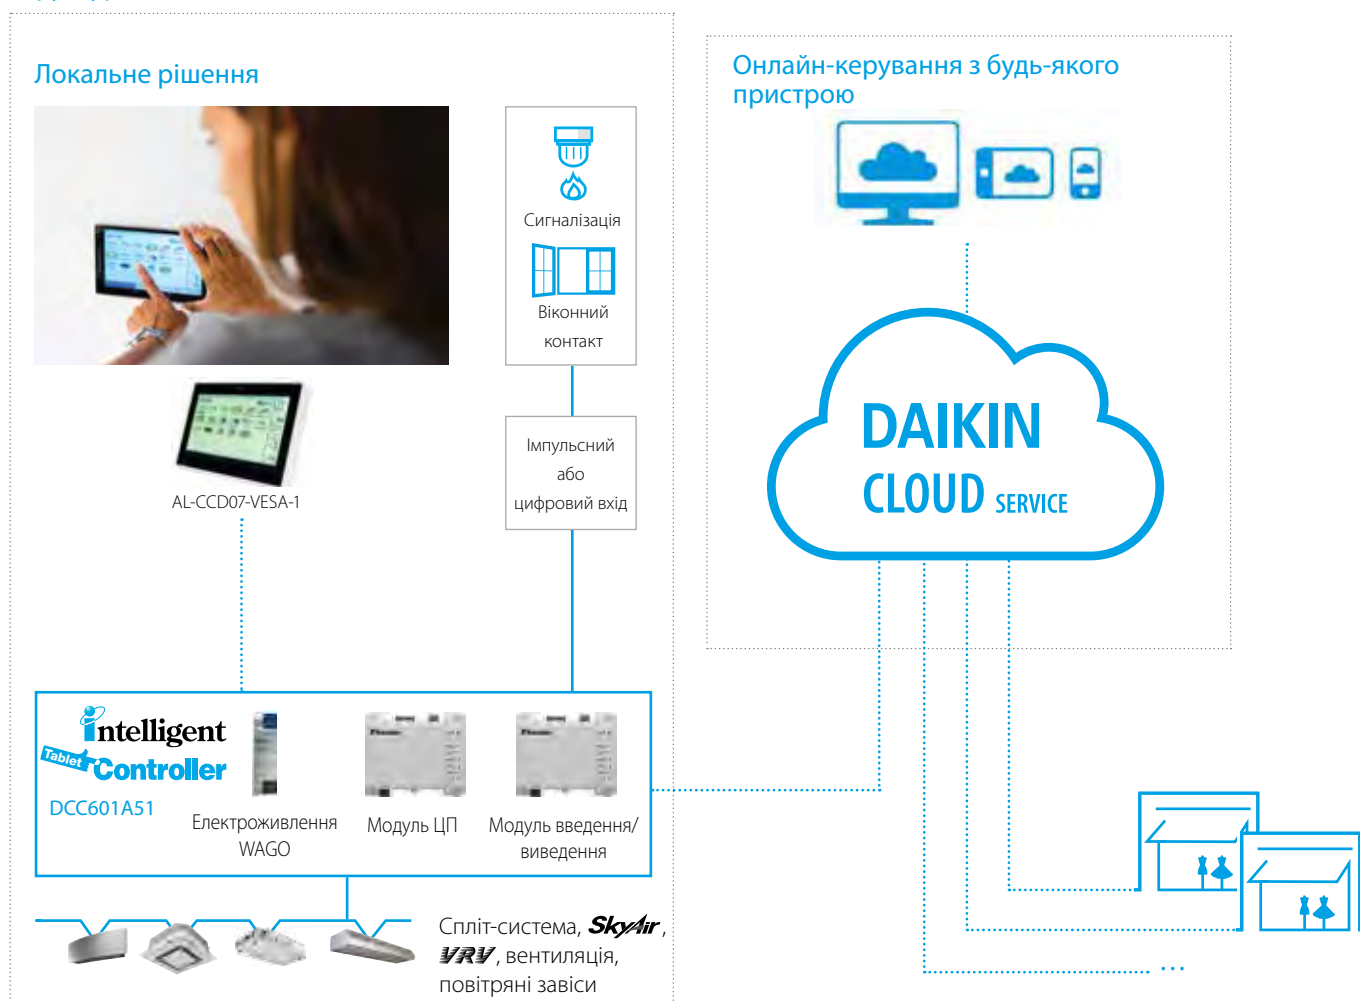 Локальне рішення
Сигналізація
Віконний
контакт
Імпульсний
або
цифровий вхід
AL-CCD07-VESA-1
intelligent
Tablet Controller
DCC601A51
Електроживлення
WAGO
Модуль ЦП
Модуль введення/
виведення
Спліт-система, SkyAir,
VRV, вентиляція,
повітряні завіси
Онлайн-керування з будь-якого
пристрою
DAIKIN
CLOUD SERVICE
...